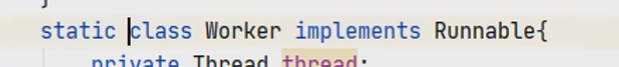 }
static class Worker implements Runnable{
private Thread thread;